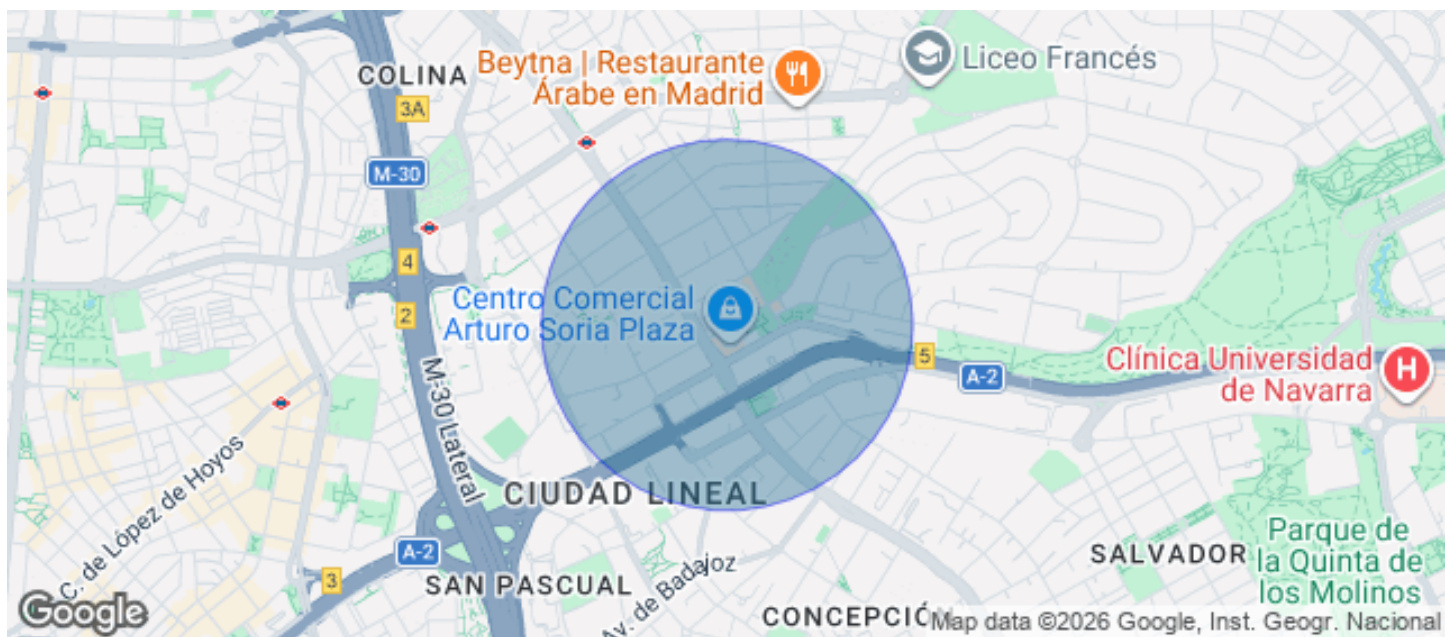 COLINA
3A
Beytna | Restaurante
Árabe en Madrid
Liceo Francés
M-30
4
2
Centro Comercial
Arturo Soria Plaza
M-30 Lateral
5
A-2
Clínica Universidad
de Navarra
C. de López de Hoyos
CIUDAD LINEAL
A-2
3
SAN PASCUAL
Av. de Badajoz
SALVADOR
Parque de
la Quinta de
los Molinos
CONCEPCIÓN
Google
Map data ©2026 Google, Inst. Geogr. Nacional